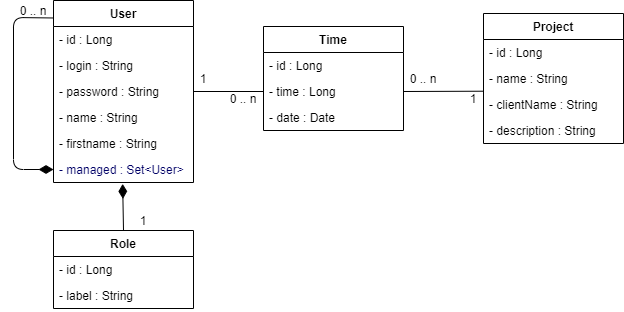 0 .. n
User
- id : Long
- login : String
- password : String
- name : String
- firstname : String
- managed : Set<User>
1
0 .. n
Time
- id : Long
- time : Long
- date : Date
0 .. n
1
Project
- id : Long
- name : String
- clientName : String
- description : String
1
Role
- id : Long
- label : String